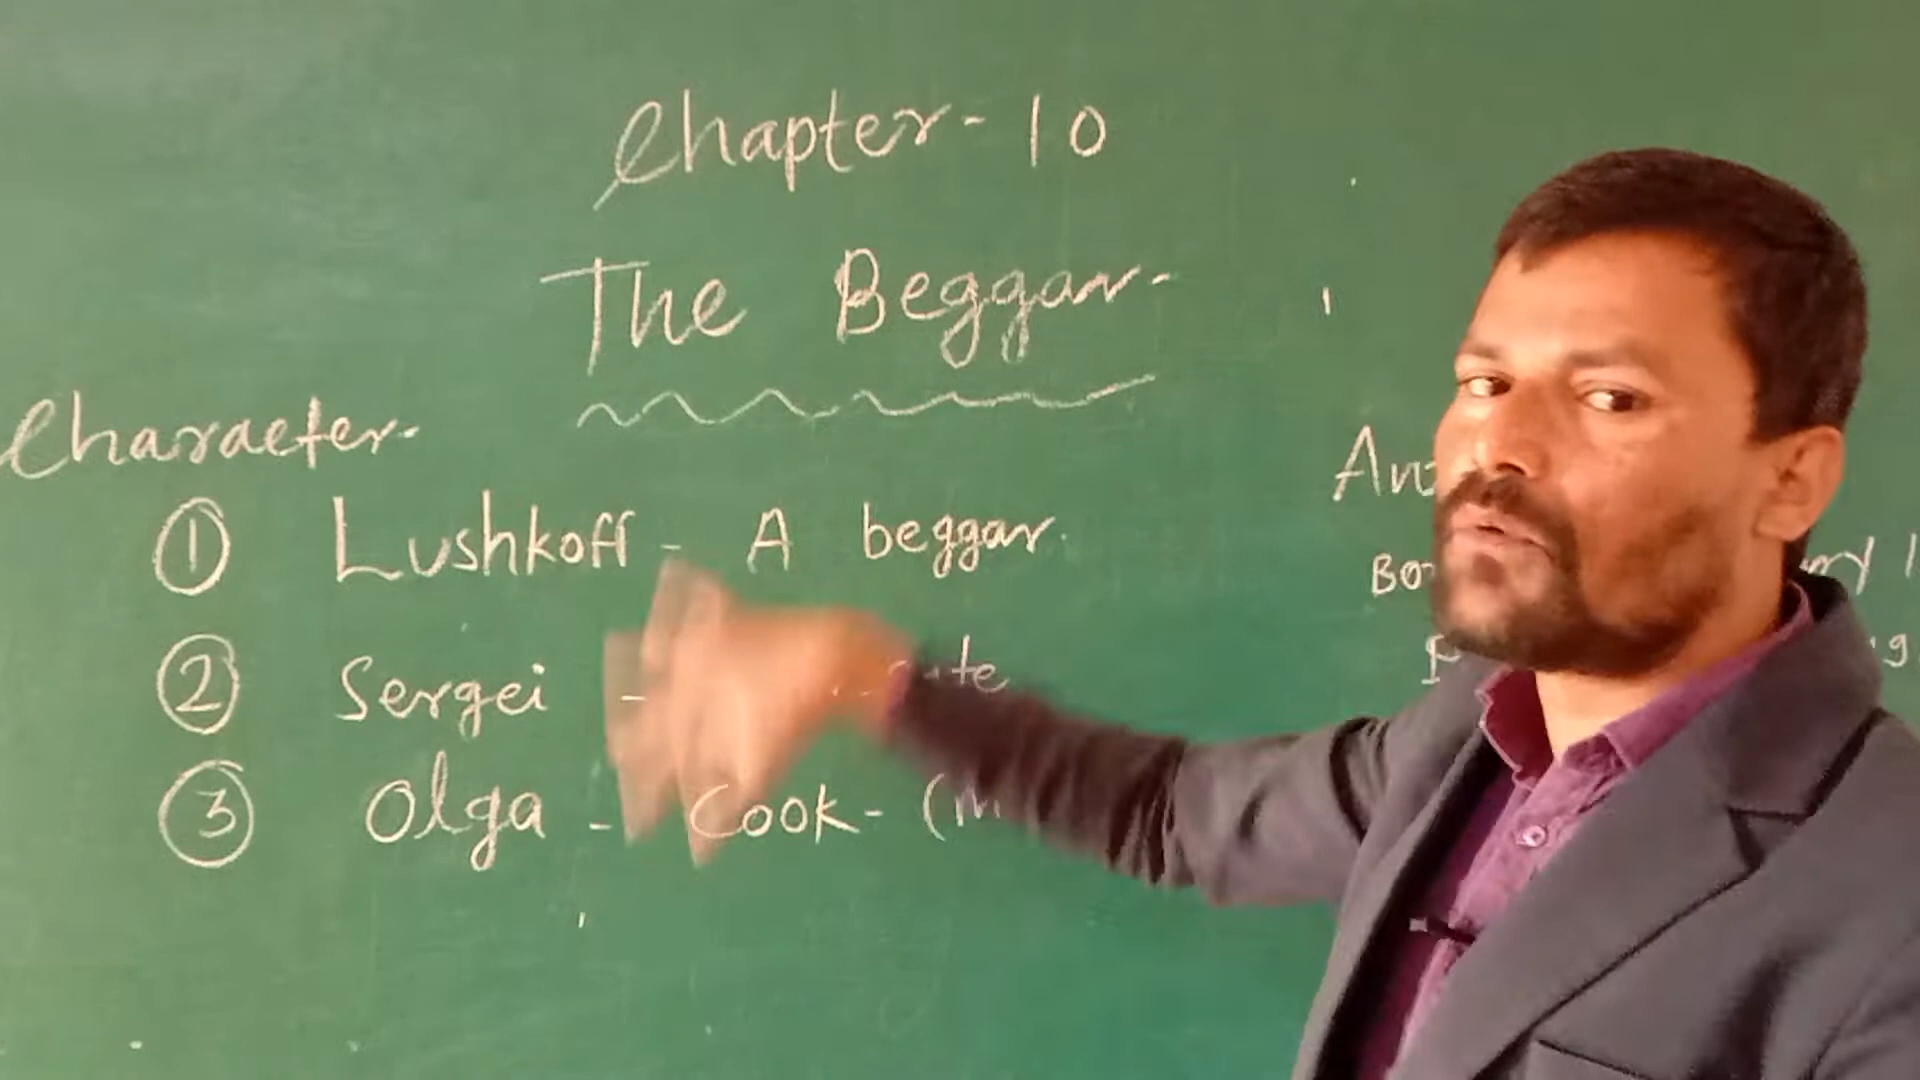 Chapter-10
The Beggar-
Character-
① Lushkoff - A beggar.
② Sergei -
③ Olga - Cook- (